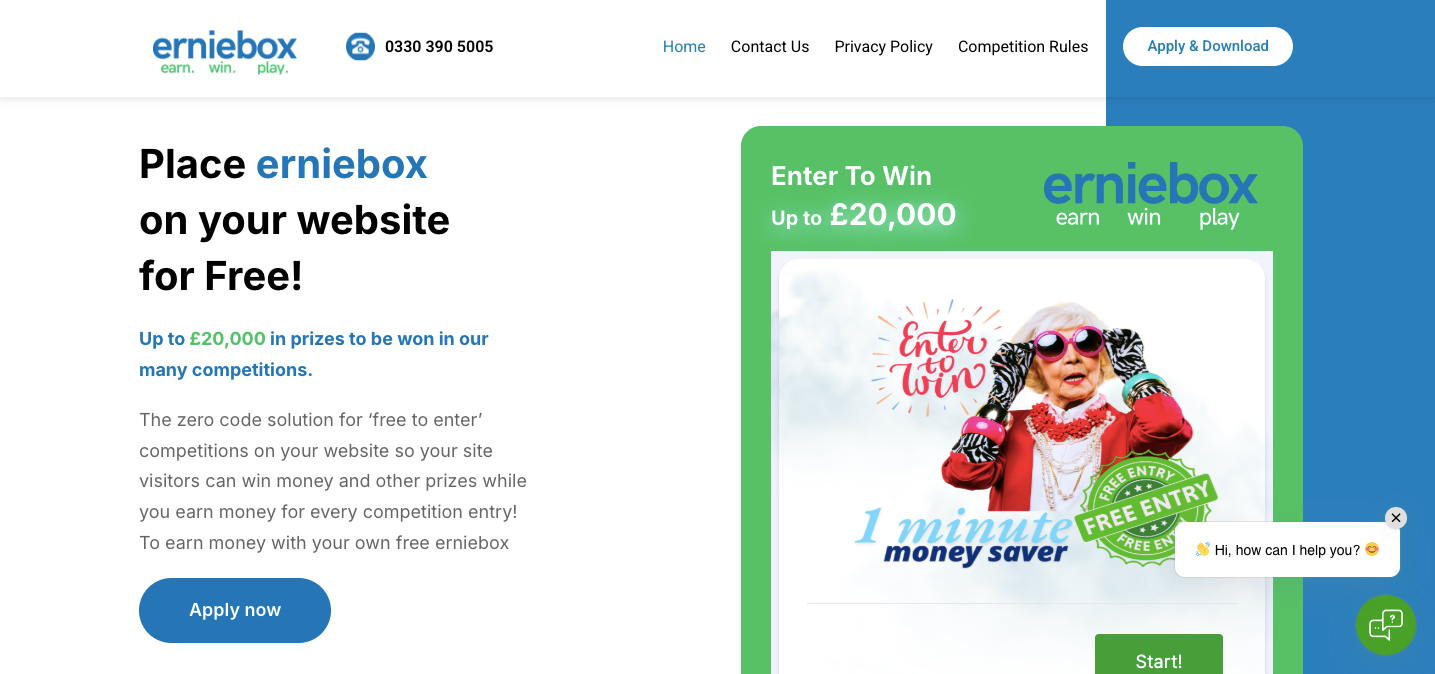 erniebox
earn. win. play.
0330 390 5005
Home
Contact Us
Privacy Policy
Competition Rules
Apply & Download
Place erniebox
on your website
for Free!
Up to £20,000 in prizes to be won in our
many competitions.
The zero code solution for ‘free to enter’
competitions on your website so your site
visitors can win money and other prizes while
you earn money for every competition entry!
To earn money with your own free erniebox
Apply now
Enter To Win
Up to £20,000
erniebox
earn win play
Enter
to
Win
FREE ENTRY
FREE ENTRY
FREE ENT
1 minute
money saver
Start!
👋 Hi, how can I help you? 😊